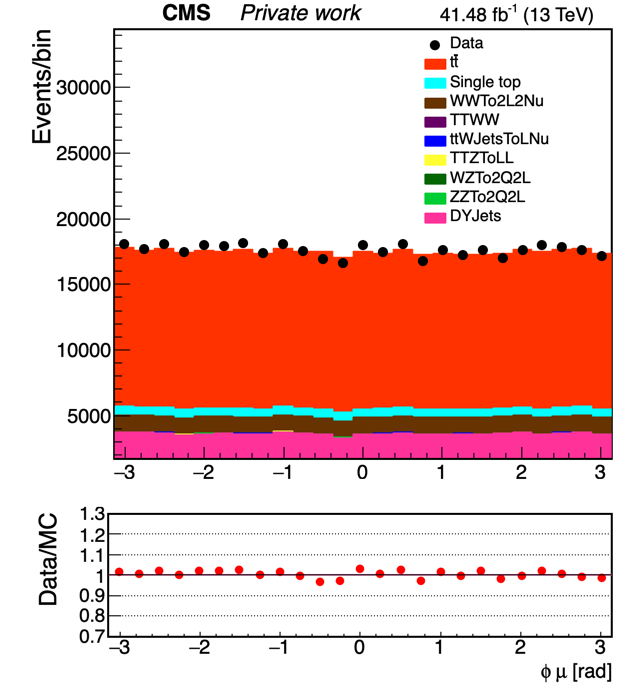 CMS Private work 41.48 fb⁻¹ (13 TeV)
Events/bin
30000
25000
20000
15000
10000
5000
Data
tt̄
Single top
WWTo2L2Nu
TTWW
ttWJetsToLNu
TTZToLL
WZTo2Q2L
ZZTo2Q2L
DYJets
−3 −2 −1 0 1 2 3
Data/MC
1.3
1.2
1.1
1
0.9
0.8
0.7
−3 −2 −1 0 1 2 3
ϕ μ [rad]